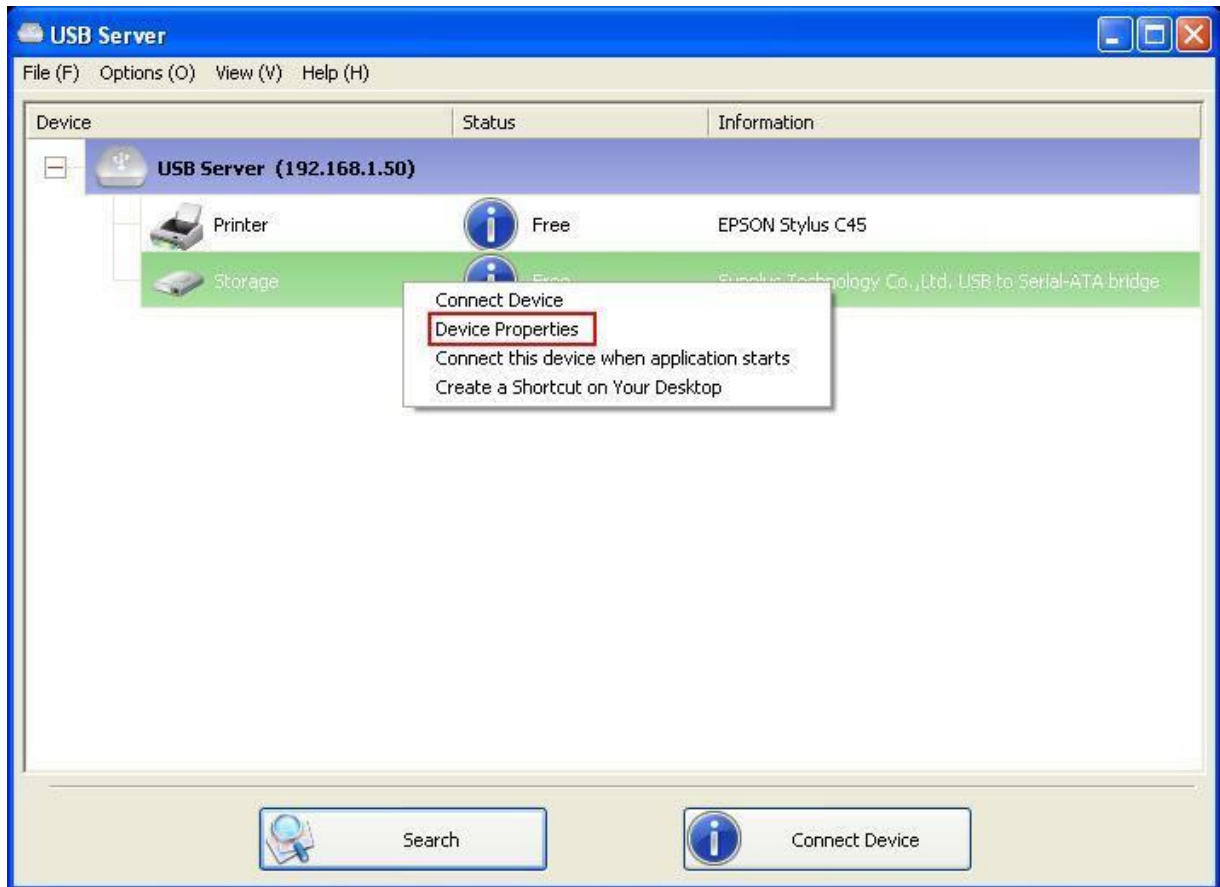 USB Server
File (F) Options (O) View (V) Help (H)
Device Status Information
USB Server (192.168.1.50)
Printer Free EPSON Stylus C45
Storage Free Sunplus Technology Co.,Ltd. USB to Serial-ATA bridge
Connect Device
Device Properties
Connect this device when application starts
Create a Shortcut on Your Desktop
Search Connect Device